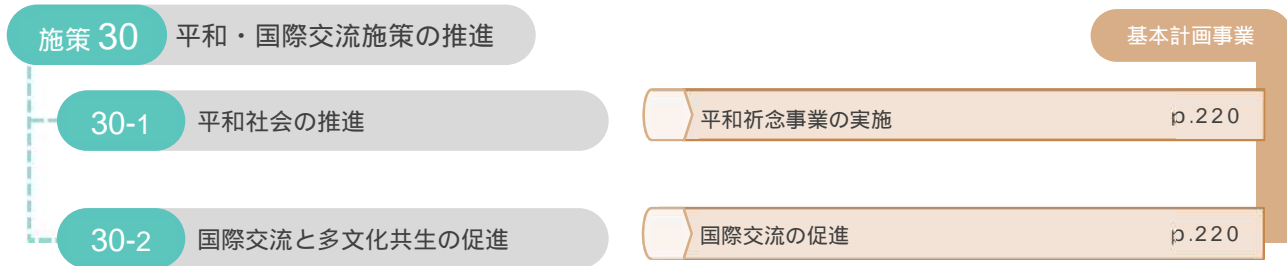 施策 30 平和・国際交流施策の推進
基本計画事業
30-1 平和社会の推進
平和祈念事業の実施 p.220
30-2 国際交流と多文化共生の促進
国際交流の促進 p.220